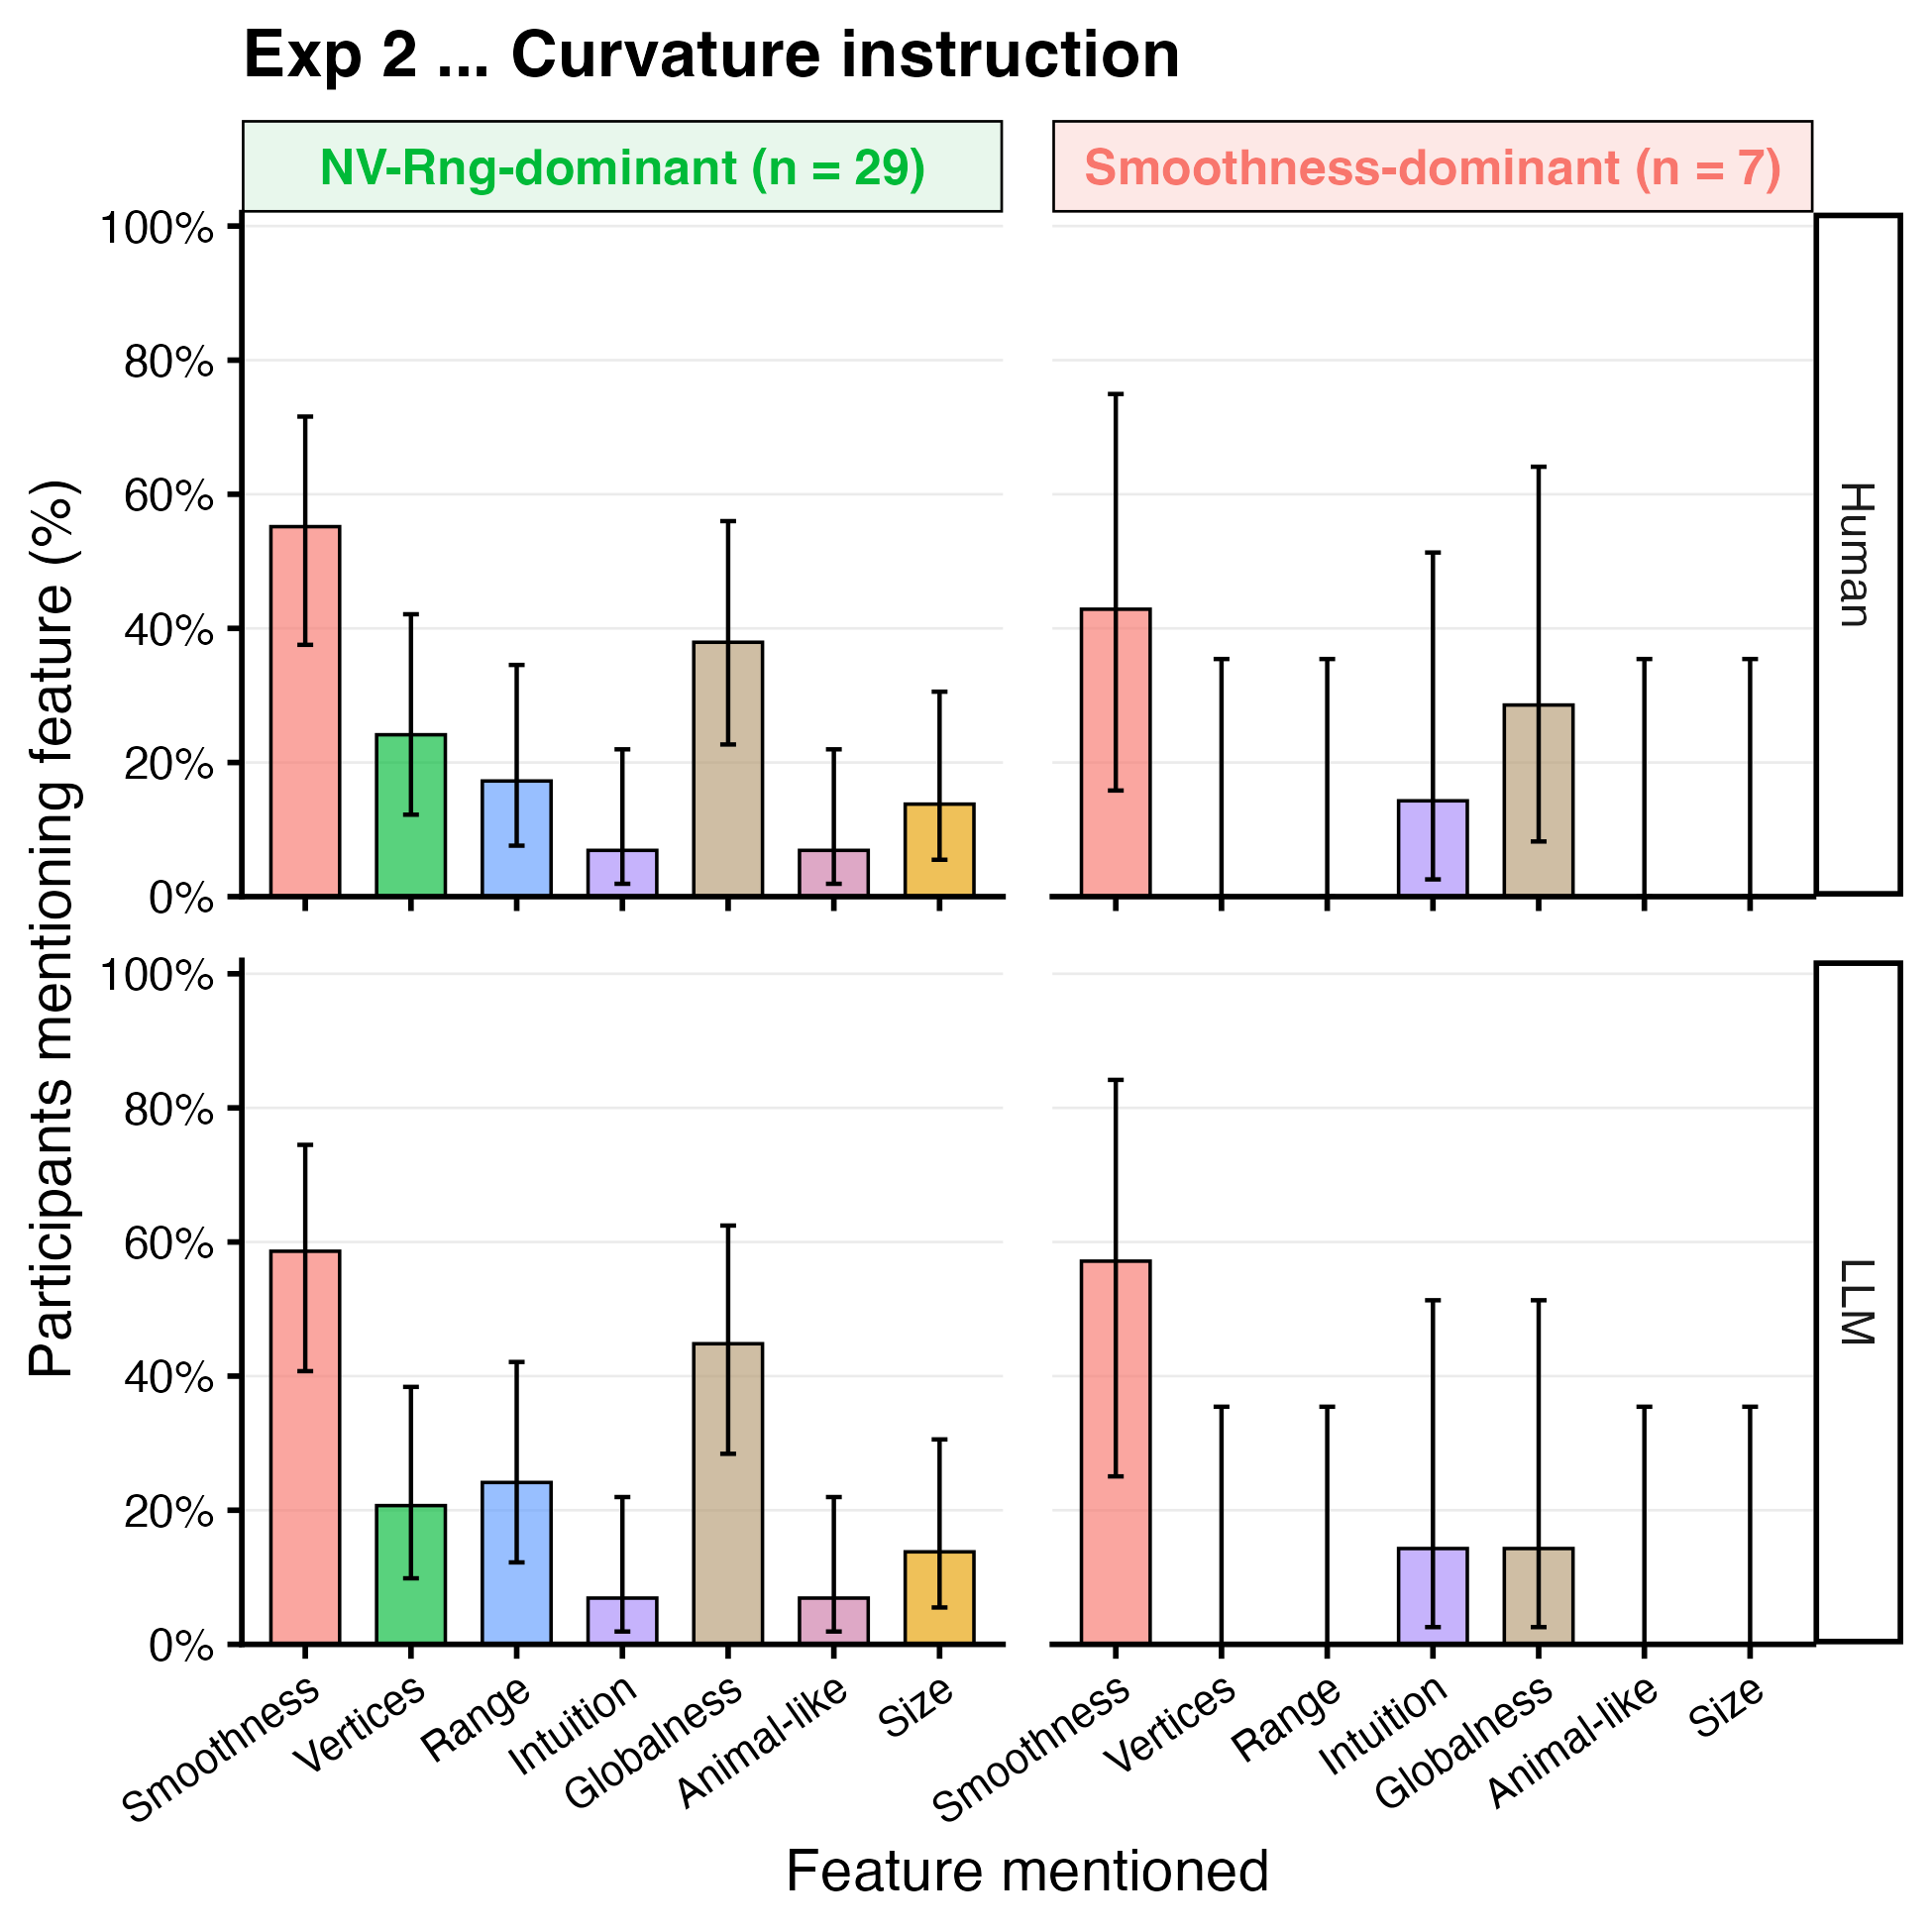 Exp 2 ... Curvature instruction
NV-Rng-dominant (n = 29)
Smoothness-dominant (n = 7)
Participants mentioning feature (%)
100%
80%
60%
40%
20%
0%
Human
100%
80%
60%
40%
20%
0%
LLM
Smoothness
Vertices
Range
Intuition
Globalness
Animal-like
Size
Smoothness
Vertices
Range
Intuition
Globalness
Animal-like
Size
Feature mentioned